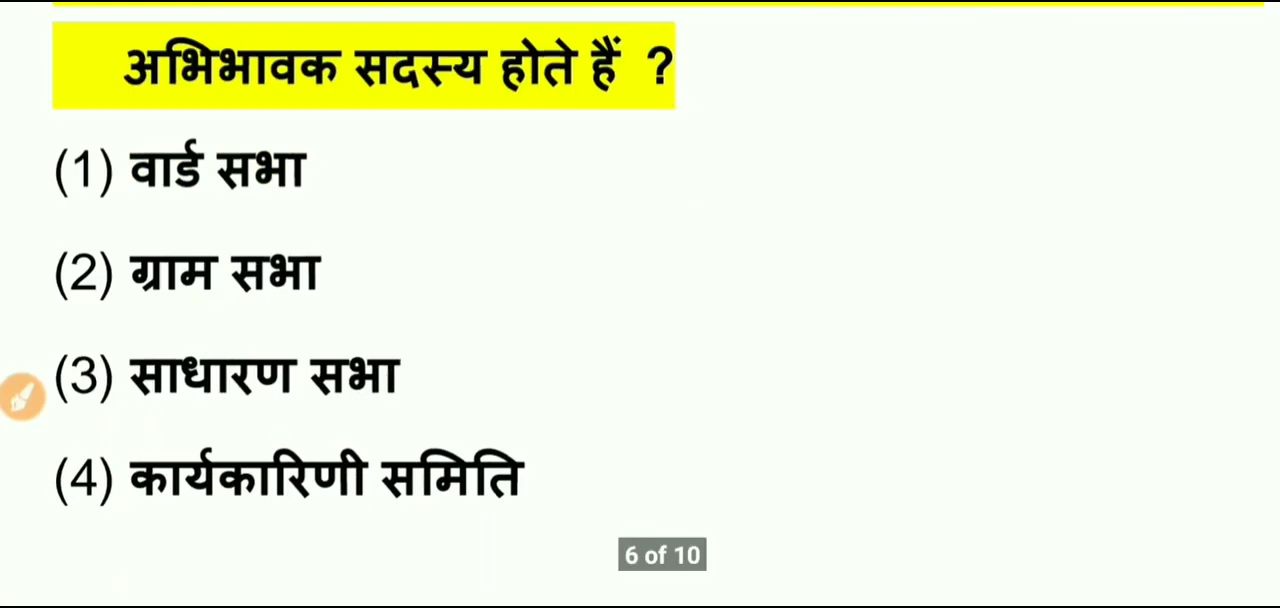 अभिभावक सदस्य होते हैं ?
(1) वार्ड सभा
(2) ग्राम सभा
(3) साधारण सभा
(4) कार्यकारिणी समिति
6 of 10